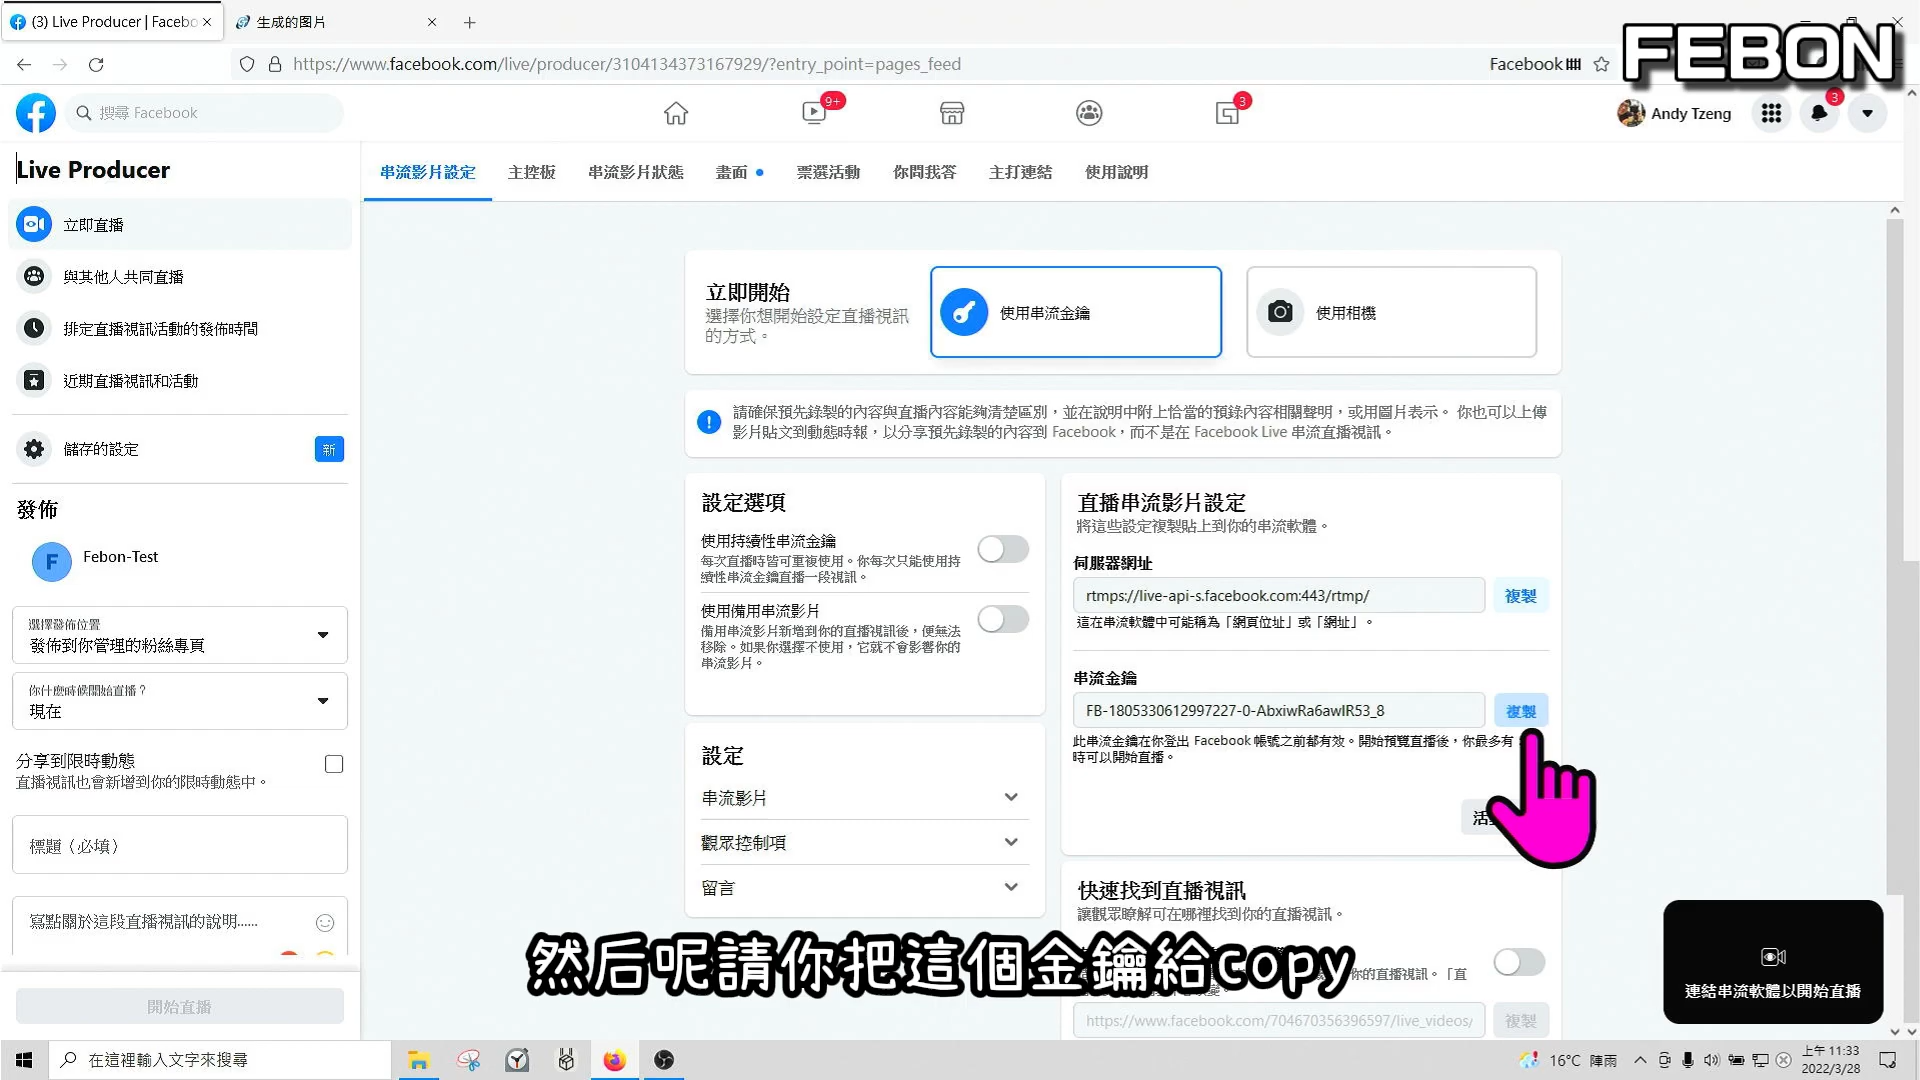 (3) Live Producer | Facebo
生成的图片
https://www.facebook.com/live/producer/3104134373167929/?entry_point=pages_feed
Facebook
FEBON
搜尋 Facebook
9+
3
Andy Tzeng
3
Live Producer
串流影片設定
主控板
串流影片狀態
畫面
票選活動
你問我答
主打連結
使用說明
立即直播
與其他人共同直播
排定直播視訊活動的發佈時間
近期直播視訊和活動
儲存的設定
新
發佈
F
Febon-Test
選擇發佈位置
發佈到你管理的粉絲專頁
你什麼時候開始直播？
現在
分享到限時動態
直播視訊也會新增到你的限時動態中。
標題（必填）
寫點關於這段直播視訊的說明......
開始直播
立即開始
選擇你想開始設定直播視訊
的方式。
使用串流金鑰
使用相機
請確保預先錄製的內容與直播內容能夠清楚區別，並在說明中附上恰當的預錄內容相關聲明，或用圖片表示。 你也可以上傳
影片貼文到動態時報，以分享預先錄製的內容到 Facebook，而不是在 Facebook Live 串流直播視訊。
設定選項
使用持續性串流金鑰
每次直播時皆可重複使用。你每次只能使用持
續性串流金鑰直播一段視訊。
使用備用串流影片
備用串流影片新增到你的直播視訊後，便無法
移除。如果你選擇不使用，它就不會影響你的
串流影片。
設定
串流影片
觀眾控制項
留言
直播串流影片設定
將這些設定複製貼上到你的串流軟體。
伺服器網址
rtmps://live-api-s.facebook.com:443/rtmp/
複製
這在串流軟體中可能稱為「網頁位址」或「網址」。
串流金鑰
FB-1805330612997227-0-AbxiwRa6awIR53_8
複製
此串流金鑰在你登出 Facebook 帳號之前都有效。開始預覽直播後，你最多有
時可以開始直播。
快速找到直播視訊
讓觀眾瞭解可在哪裡找到你的直播視訊。
你的直播視訊。「直
https://www.facebook.com/704670356396597/live_videos/
複製
連結串流軟體以開始直播
然后呢請你把這個金鑰給copy
在這裡輸入文字來搜尋
16°C 陣雨
上午 11:33
2022/3/28